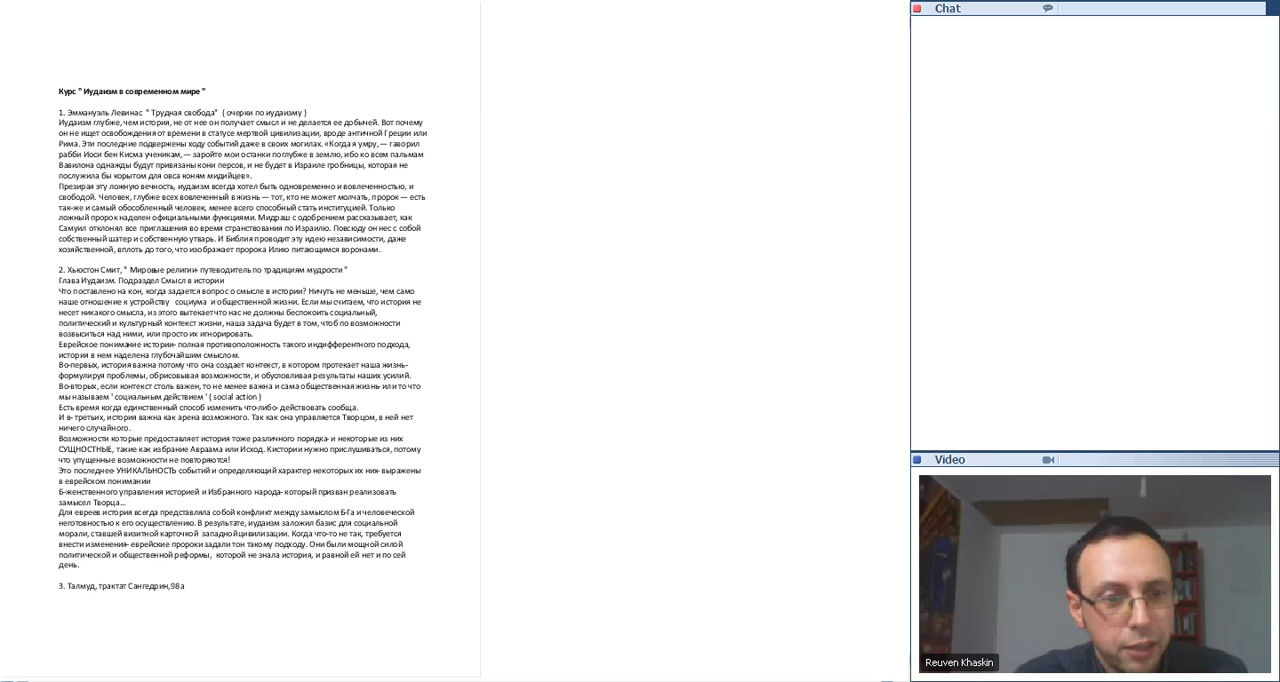 Chat
Курс " Иудаизм в современном мире "
1. Эммануэль Левинас " Трудная свобода" ( очерки по иудаизму )
Иудаизм глубже, чем история, не от нее он получает смысл и не делается ее добычей. Вот почему
он не ищет освобождения от времени в статусе мертвой цивилизации, вроде античной Греции или
Рима. Эти последние подвержены ходу событий даже в своих могилах. «Когда я умру, — гаворил
рабби Иоси бен Кисма ученикам, — заройте мои останки поглубже в землю, ибо ко всем пальмам
Вавилона однажды будут привязаны кони персов, и не будет в Израиле гробницы, которая не
послужила бы корытом для овса коням мидийцев».
Презирая эту ложную вечность, иудаизм всегда хотел быть одновременно и вовлеченностью, и
свободой. Человек, глубже всех вовлеченный в жизнь — тот, кто не может молчать, пророк — есть
так-же и самый обособленный человек, менее всего способный стать институцией. Только
ложный пророк наделен официальными функциями. Мидраш с одобрением рассказывает, как
Самуил отклонял все приглашения во время странствования по Израилю. Повсюду он нес с собой
собственный шатер и собственную утварь. И Библия проводит эту идею независимости, даже
хозяйственной, вплоть до того, что изображает пророка Илию питающимся воронами.
2. Хьюстон Смит, " Мировые религии- путеводитель по традициям мудрости "
Глава Иудаизм. Подраздел Смысл в истории
Что поставлено на кон, когда задается вопрос о смысле в истории? Ничуть не меньше, чем само
наше отношение к устройству социума и общественной жизни. Если мы считаем, что история не
несет никакого смысла, из этого вытекает что нас не должны беспокоить социальный,
политический и культурный контекст жизни, наша задача будет в том, чтоб по возможности
возвыситься над ними, или просто их игнорировать.
Еврейское понимание истории- полная противоположность такого индифферентного подхода,
история в нем наделена глубочайшим смыслом.
Во-первых, история важна потому что она создает контекст, в котором протекает наша жизнь-
формулируя проблемы, обрисовывая возможности, и обусловливая результаты наших усилий.
Во-вторых, если контекст столь важен, то не менее важна и сама общественная жизнь- или то что
мы называем ' социальным действием ' ( social action )
Есть время когда единственный способ изменить что-либо- действовать сообща.
И в- третьих, история важна как арена возможного. Так как она управляется Творцом, в ней нет
ничего случайного.
Возможности которые предоставляет история тоже различного порядка- и некоторые из них
СУЩНОСТНЫЕ, такие как избрание Авраама или Исход. К истории нужно прислушиваться, потому
что упущенные возможности не повторяются!
Это последнее- УНИКАЛЬНОСТЬ событий и определяющий характер некоторых их них- выражены
в еврейском понимании
Б-женственного управления историей и Избранного народа- который призван реализовать
замысел Творца...
Для евреев история всегда представляла собой конфликт между замыслом Б-Га и человеческой
неготовностью к его осуществлению. В результате, иудаизм заложил базис для социальной
морали, ставшей визитной карточкой западной цивилизации. Когда что-то не так, требуется
внести изменения- еврейские пророки задали тон такому подходу. Они были мощной силой
политической и общественной реформы, которой не знала история, и равной ей нет и по сей
день.
3. Талмуд, трактат Сангедрин,98а
Video
Reuven Khaskin